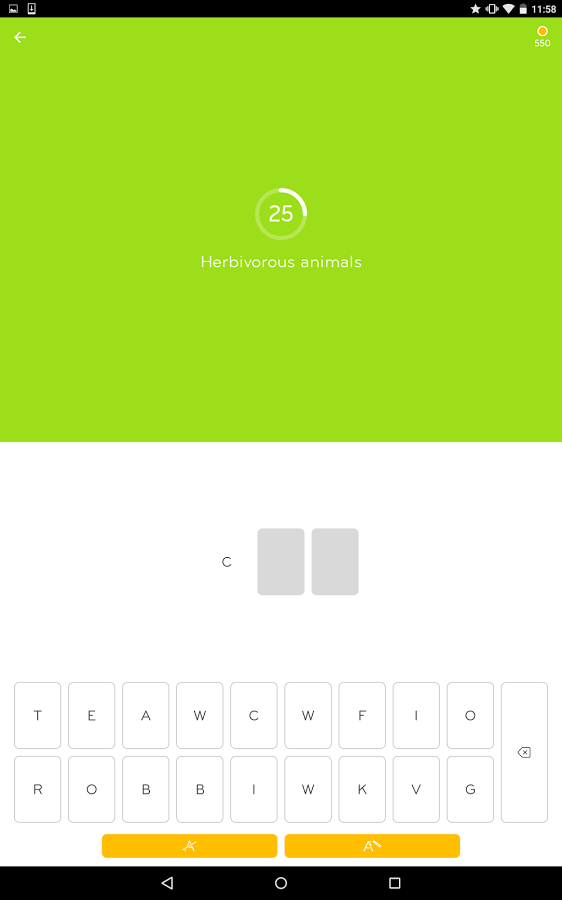 11:58
550
25
Herbivorous animals
C
T E A W C W F I O
R O B B I W K V G